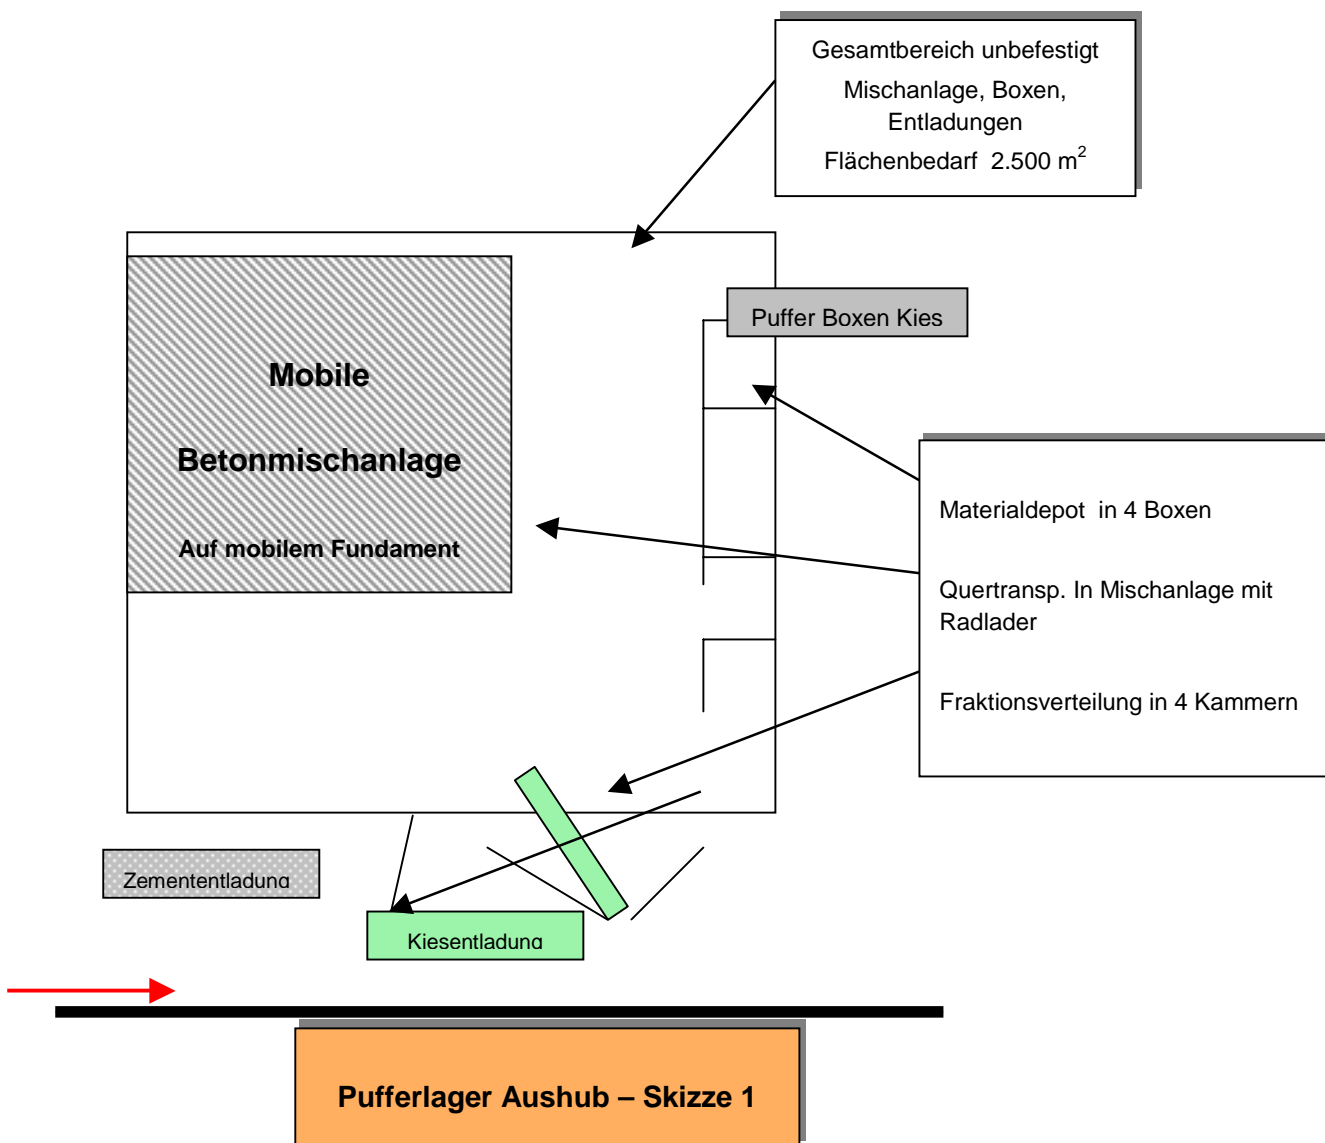 Gesamtbereich unbefestigt
Mischanlage, Boxen,
Entladungen
Flächenbedarf 2.500 m²
Puffer Boxen Kies
Mobile
Betonmischanlage
Auf mobilem Fundament
Materialdepot in 4 Boxen
Quertransp. In Mischanlage mit
Radlader
Fraktionsverteilung in 4 Kammern
Zemententladung
Kiesentladung
Pufferlager Aushub – Skizze 1